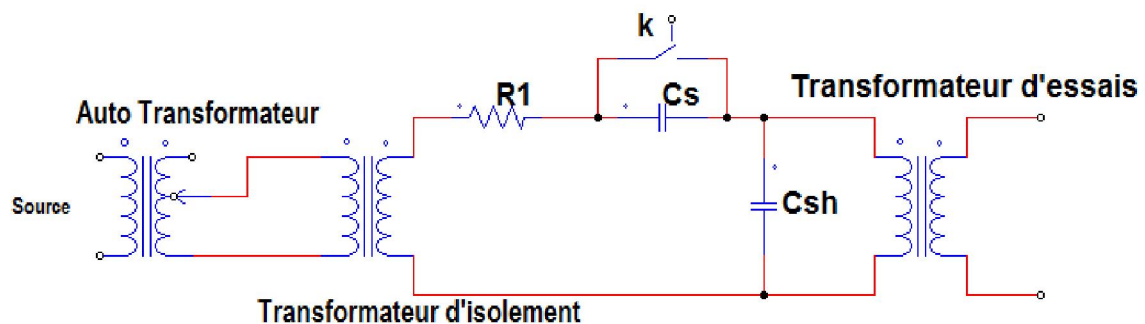 k
R1
Cs
Transformateur d'essais
Auto Transformateur
Source
Csh
Transformateur d'isolement